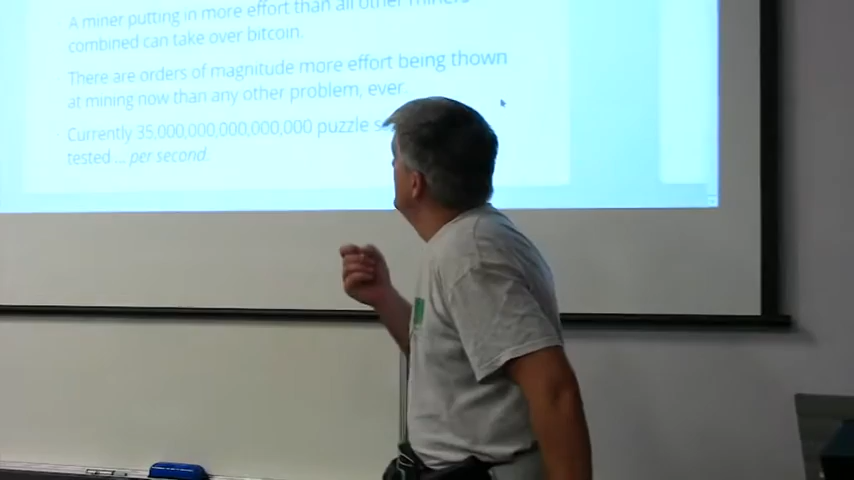 A miner putting in more effort than all other miners
combined can take over bitcoin.
There are orders of magnitude more effort being thown
at mining now than any other problem, ever
Currently 35,000,000,000,000,000 puzzle
tested ... per second